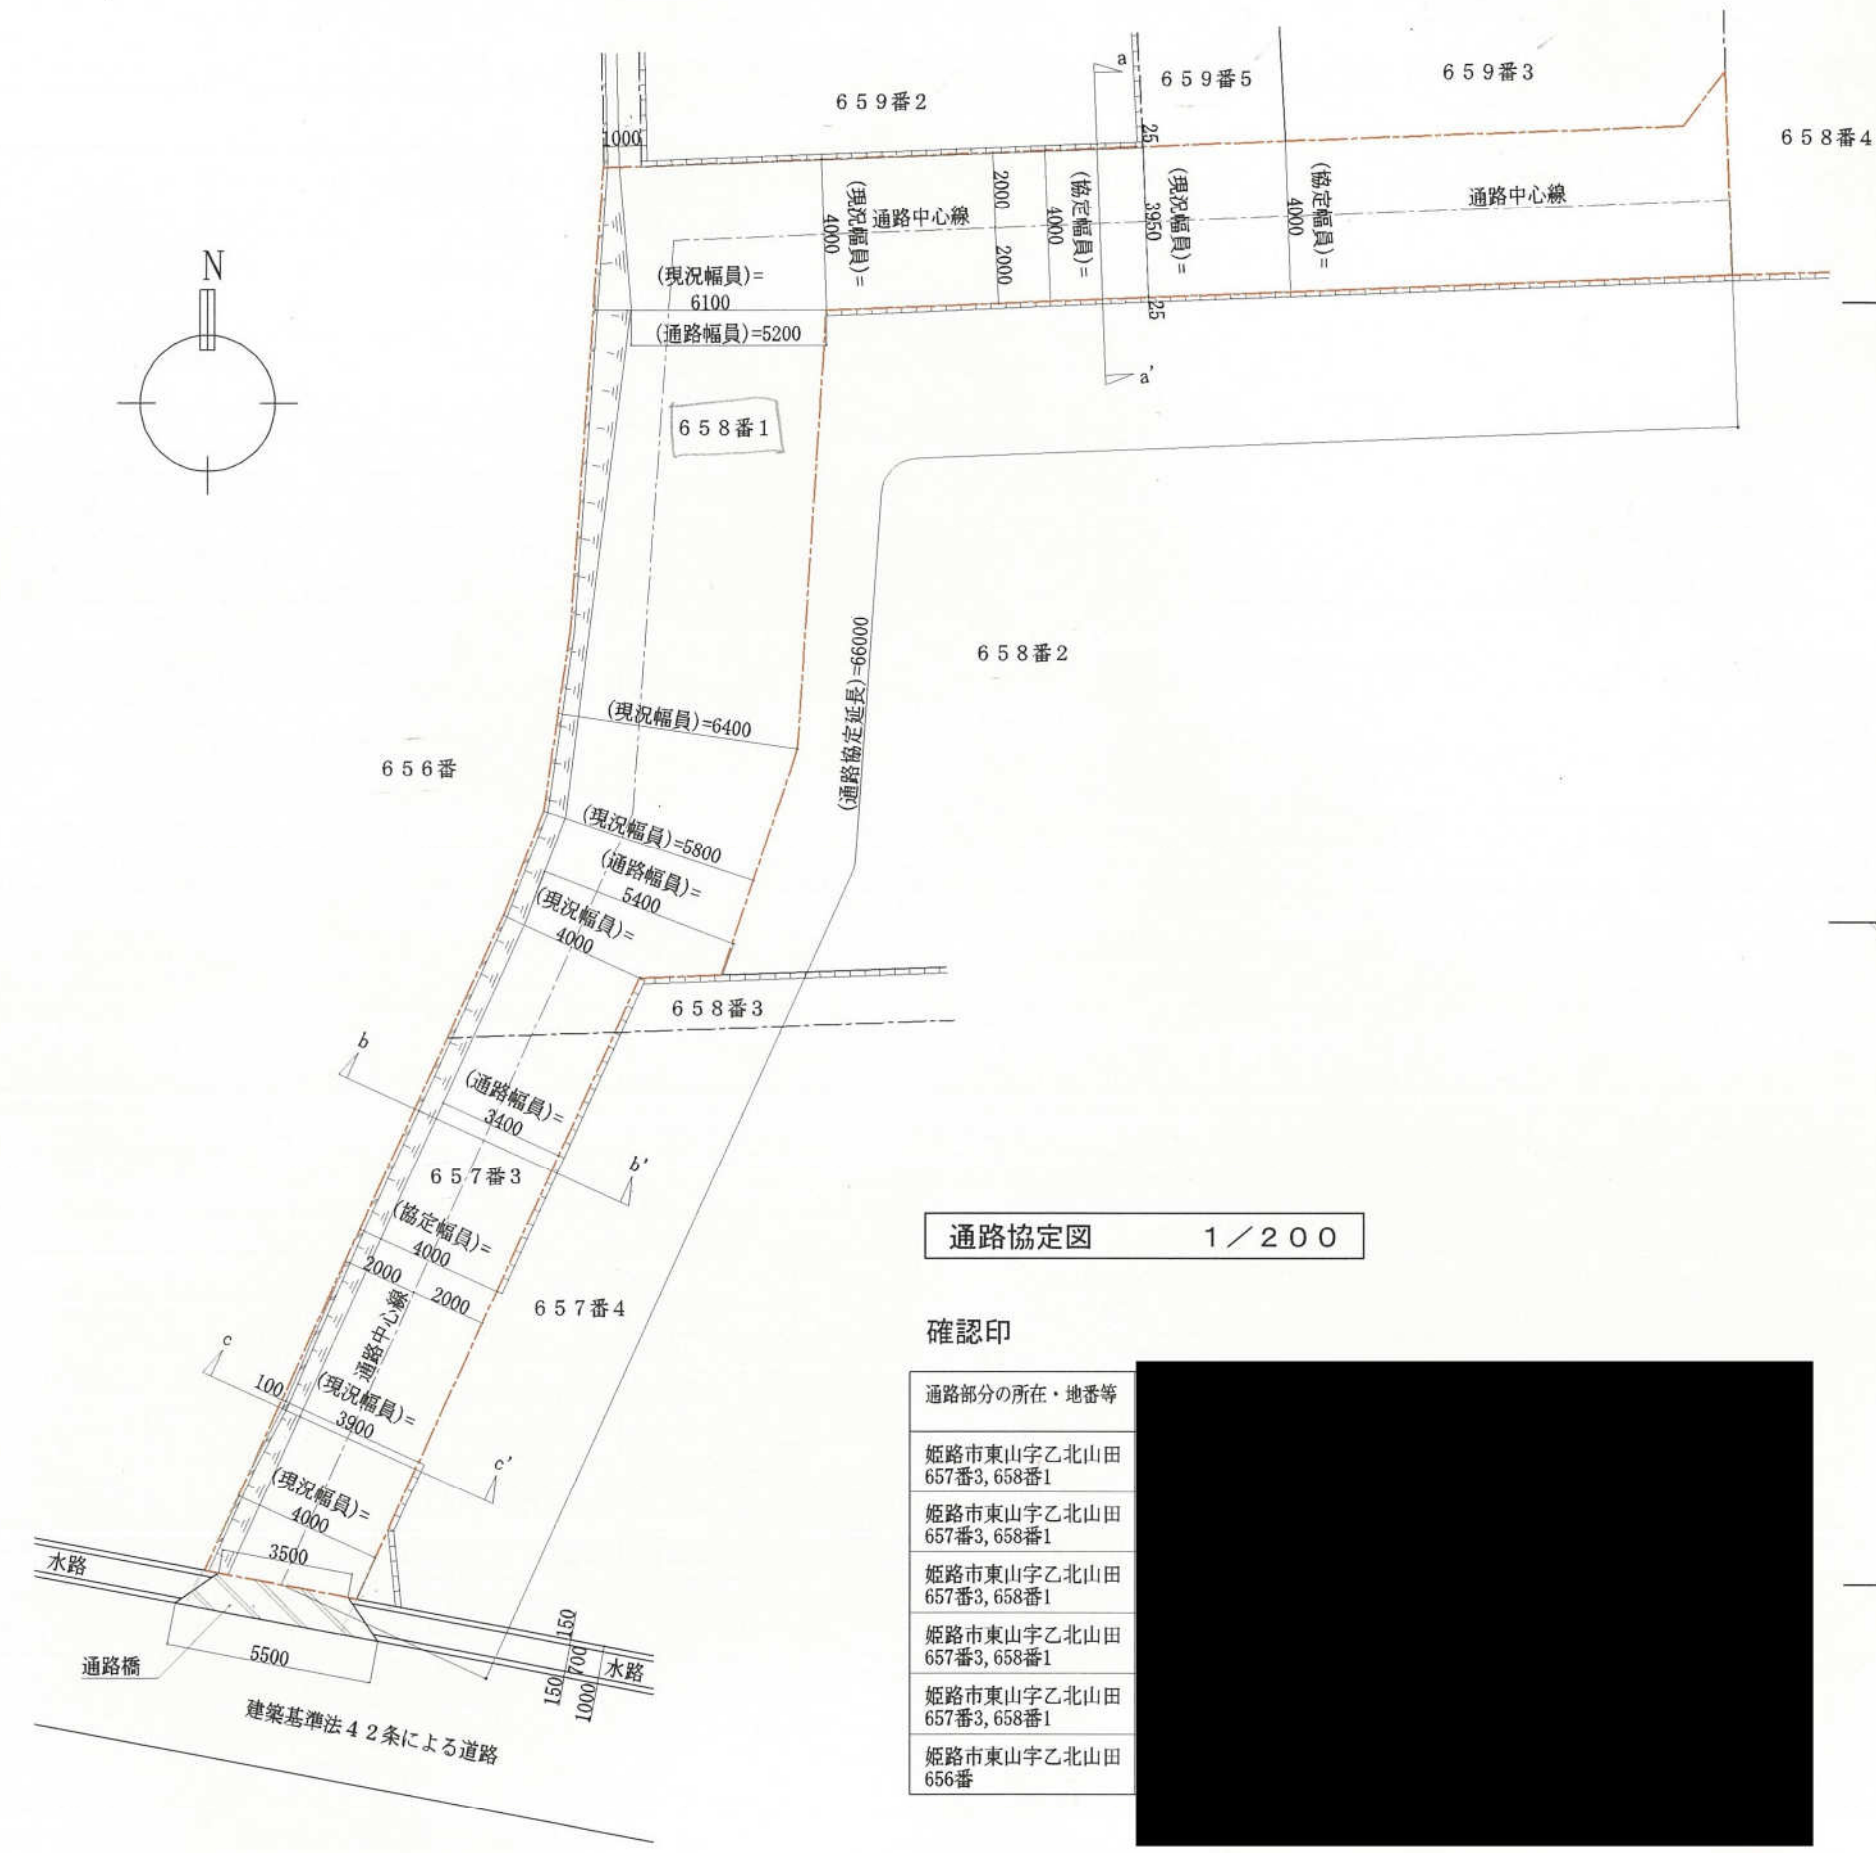 a
６５９番2
６５９番5
６５９番3
６５８番4
1000
25
N
(現況幅員)=
4000
通路中心線
2000
2000
(協定幅員)=
4000
(現況幅員)=
3950
25
(協定幅員)=
4000
通路中心線
(現況幅員)=
6100
(通路幅員)=5200
a'
６５８番1
(通路協定延長)=66000
６５８番2
(現況幅員)=6400
６５６番
(現況幅員)=5800
(通路幅員)=
5400
(現況幅員)=
4000
６５８番3
b
(通路幅員)=
3400
b'
６５７番3
(協定幅員)=
4000
2000
2000
６５７番4
通路中心線
c
100
(現況幅員)=
3900
c'
(現況幅員)=
4000
3500
水路
5500
通路橋
150
700
150
1000
水路
建築基準法４２条による道路
通路協定図 １／２００
確認印
通路部分の所在・地番等
姫路市東山字乙北山田
657番3, 658番1
姫路市東山字乙北山田
657番3, 658番1
姫路市東山字乙北山田
657番3, 658番1
姫路市東山字乙北山田
657番3, 658番1
姫路市東山字乙北山田
657番3, 658番1
姫路市東山字乙北山田
656番